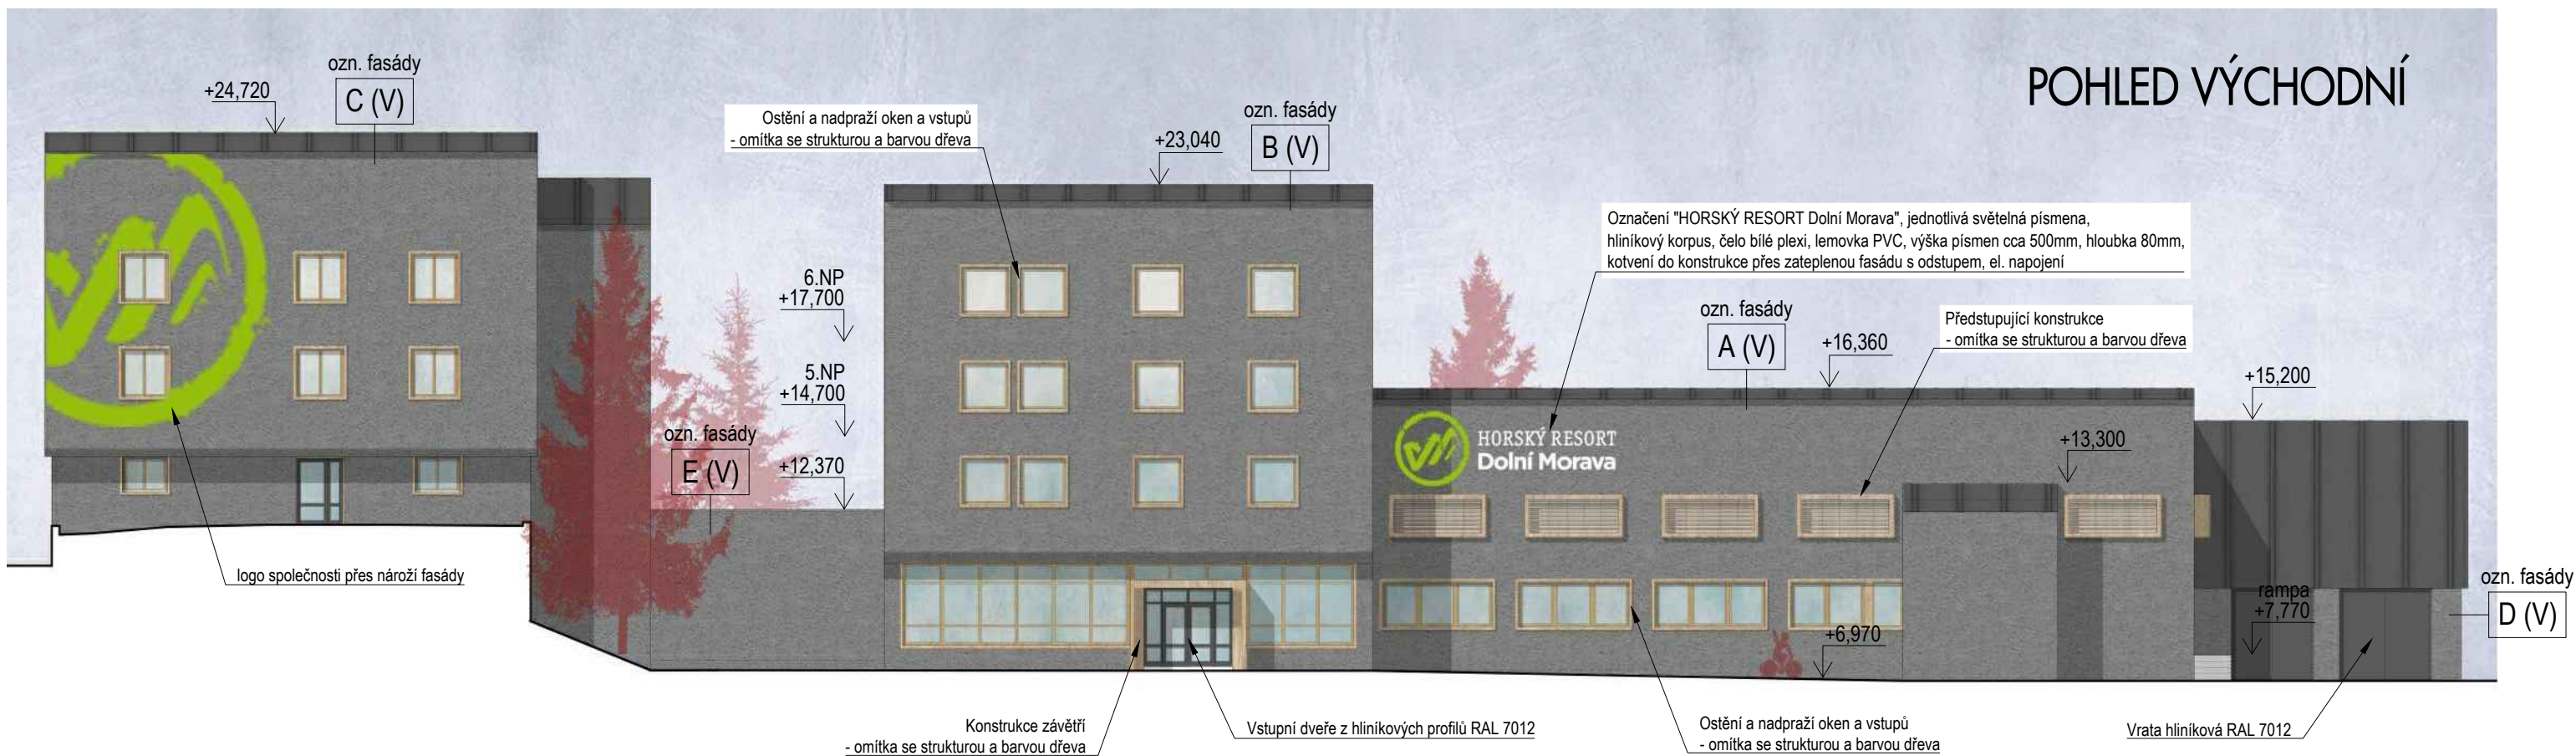 POHLED VÝCHODNÍ
ozn. fasády
C (V)
+24,720
Ostění a nadpraží oken a vstupů
- omítka se strukturou a barvou dřeva
+23,040
ozn. fasády
B (V)
Označení "HORSKÝ RESORT Dolní Morava", jednotlivá světelná písmena,
hliníkový korpus, čelo bílé plexi, lemovka PVC, výška písmen cca 500mm, hloubka 80mm,
kotvení do konstrukce přes zateplenou fasádu s odstupem, el. napojení
6.NP
+17,700
5.NP
+14,700
ozn. fasády
E (V)
+12,370
ozn. fasády
A (V)
+16,360
Předstupující konstrukce
- omítka se strukturou a barvou dřeva
+15,200
HORSKÝ RESORT
Dolní Morava
+13,300
logo společnosti přes nároží fasády
+6,970
rampa
+7,770
ozn. fasády
D (V)
Konstrukce závětří
- omítka se strukturou a barvou dřeva
Vstupní dveře z hliníkových profilů RAL 7012
Ostění a nadpraží oken a vstupů
- omítka se strukturou a barvou dřeva
Vrata hliníková RAL 7012